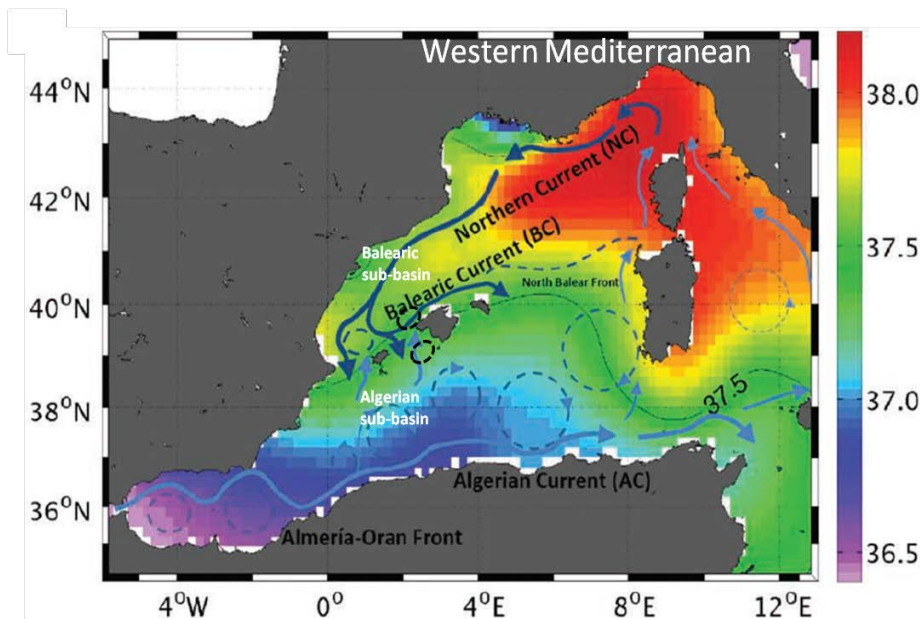 Western Mediterranean
44°N
42°N
40°N
38°N
36°N
Northern Current (NC)
Balearic
sub-basin
Balearic Current (BC)
North Balear Front
Algerian
sub-basin
37.5
Algerian Current (AC)
Almería-Oran Front
4°W
0°
4°E
8°E
12°E
38.0
37.5
37.0
36.5